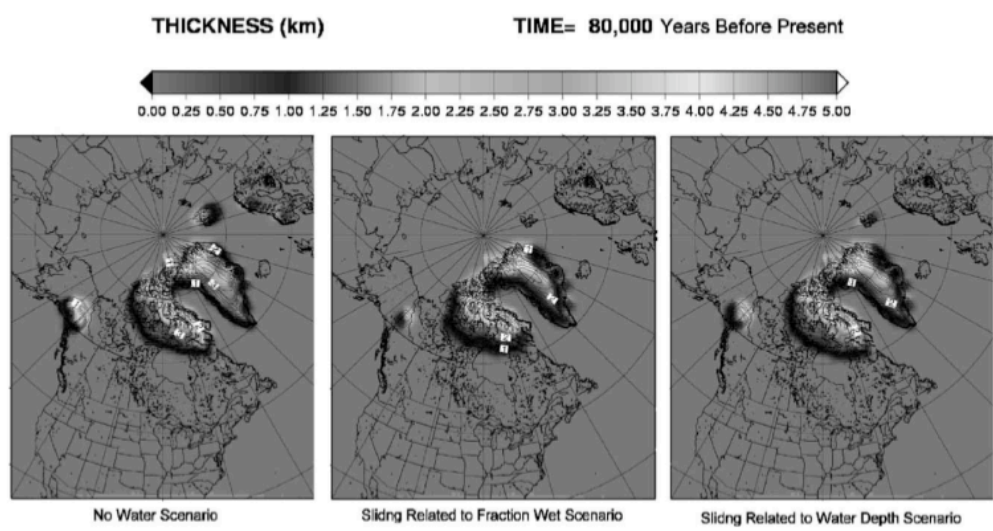 THICKNESS (km) TIME= 80,000 Years Before Present
0.00 0.25 0.50 0.75 1.00 1.25 1.50 1.75 2.00 2.25 2.50 2.75 3.00 3.25 3.50 3.75 4.00 4.25 4.50 4.75 5.00
No Water Scenario
Slidng Related to Fraction Wet Scenario
Slidng Related to Water Depth Scenario